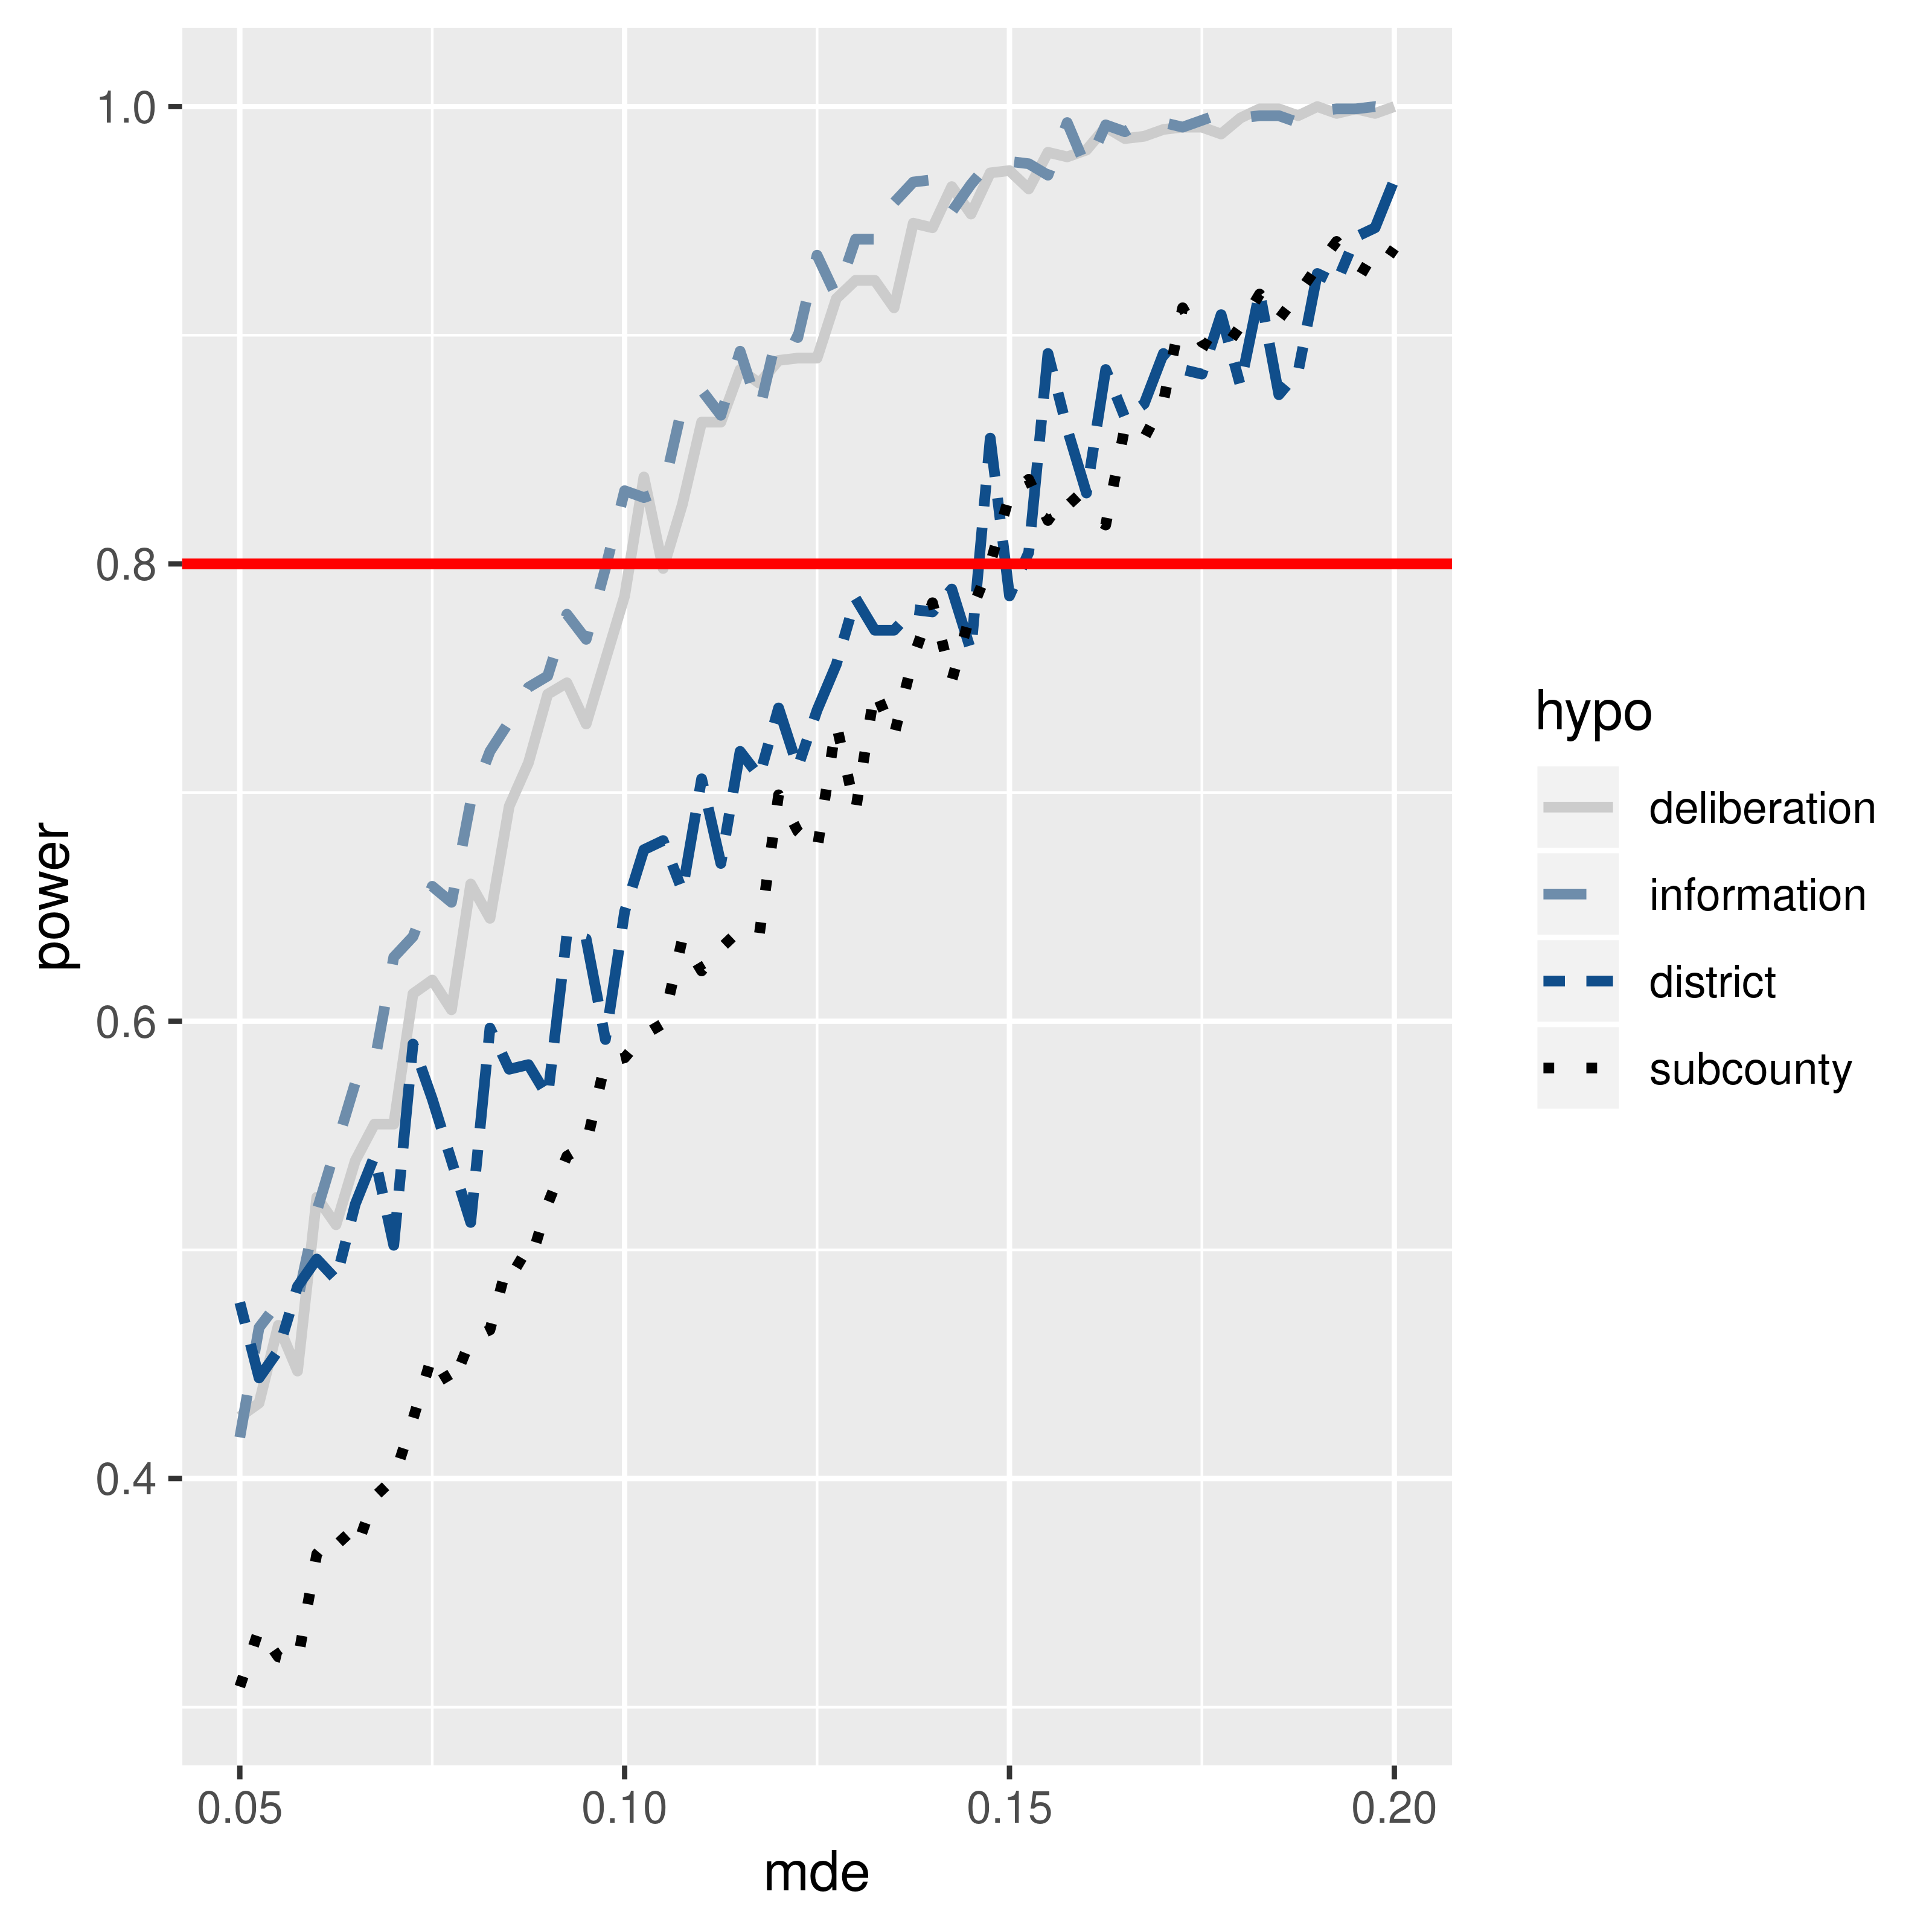 1.0
0.8
0.6
0.4
power
0.05 0.10 0.15 0.20
mde
hypo
deliberation
information
district
subcounty